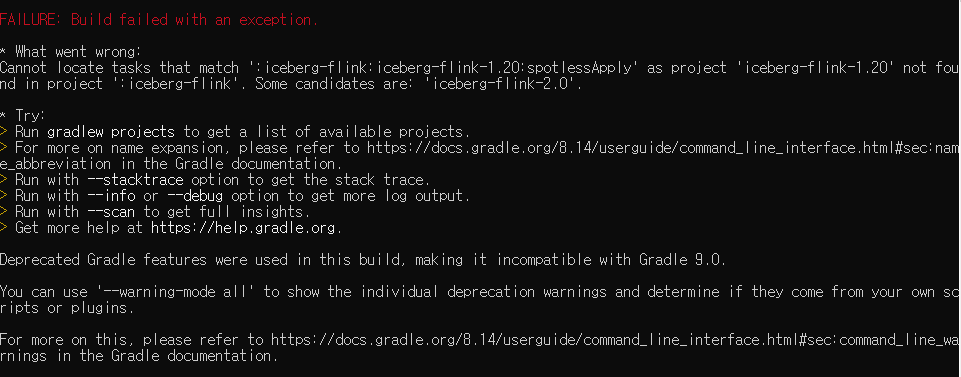 FAILURE: Build failed with an exception.
* What went wrong:
Cannot locate tasks that match ':iceberg-flink:iceberg-flink-1.20:spotlessApply' as project 'iceberg-flink-1.20' not fou
nd in project ':iceberg-flink'. Some candidates are: 'iceberg-flink-2.0'.
* Try:
> Run gradlew projects to get a list of available projects.
> For more on name expansion, please refer to https://docs.gradle.org/8.14/userguide/command_line_interface.html#sec:nam
e_abbreviation in the Gradle documentation.
> Run with --stacktrace option to get the stack trace.
> Run with --info or --debug option to get more log output.
> Run with --scan to get full insights.
> Get more help at https://help.gradle.org.
Deprecated Gradle features were used in this build, making it incompatible with Gradle 9.0.
You can use '--warning-mode all' to show the individual deprecation warnings and determine if they come from your own sc
ripts or plugins.
For more on this, please refer to https://docs.gradle.org/8.14/userguide/command_line_interface.html#sec:command_line_wa
rnings in the Gradle documentation.